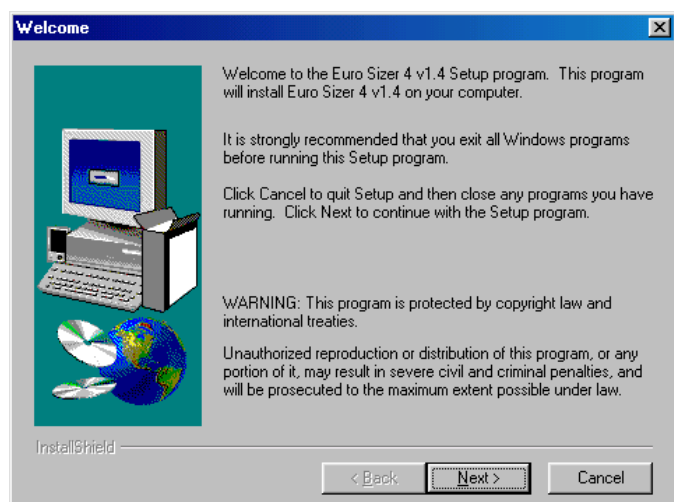 Welcome
Welcome to the Euro Sizer 4 v1.4 Setup program. This program
will install Euro Sizer 4 v1.4 on your computer.
It is strongly recommended that you exit all Windows programs
before running this Setup program.
Click Cancel to quit Setup and then close any programs you have
running. Click Next to continue with the Setup program.
WARNING: This program is protected by copyright law and
international treaties.
Unauthorized reproduction or distribution of this program, or any
portion of it, may result in severe civil and criminal penalties, and
will be prosecuted to the maximum extent possible under law.
InstallShield
< Back
Next >
Cancel